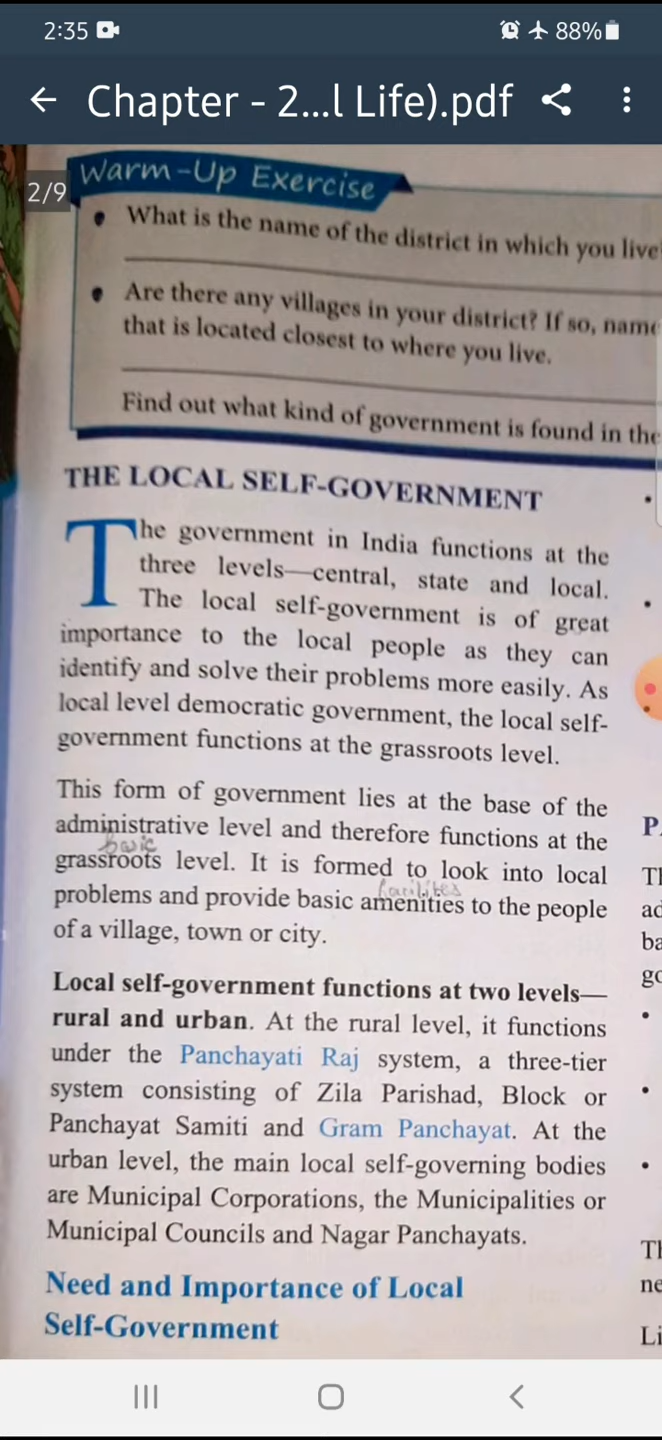 2:35 88%
Chapter - 2...l Life).pdf
2/9
Warm-Up Exercise
• What is the name of the district in which you live
• Are there any villages in your district? If so, name
that is located closest to where you live.
Find out what kind of government is found in the
THE LOCAL SELF-GOVERNMENT
The government in India functions at the
three levels—central, state and local.
The local self-government is of great
importance to the local people as they can
identify and solve their problems more easily. As
local level democratic government, the local self-
government functions at the grassroots level.
This form of government lies at the base of the
administrative level and therefore functions at the
basic
grassroots level. It is formed to look into local
facilites
problems and provide basic amenities to the people
of a village, town or city.
Local self-government functions at two levels—
rural and urban. At the rural level, it functions
under the Panchayati Raj system, a three-tier
system consisting of Zila Parishad, Block or
Panchayat Samiti and Gram Panchayat. At the
urban level, the main local self-governing bodies
are Municipal Corporations, the Municipalities or
Municipal Councils and Nagar Panchayats.
Need and Importance of Local
Self-Government
P
Th
ad
ba
go
Th
ne
Li